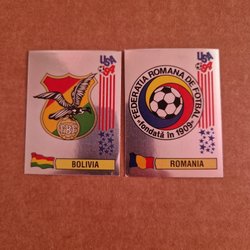 USA
94
BOLIVIA
USA
94
FEDERATIA ROMANA DE FOTBAL
"fondată în 1909"
ROMANIA